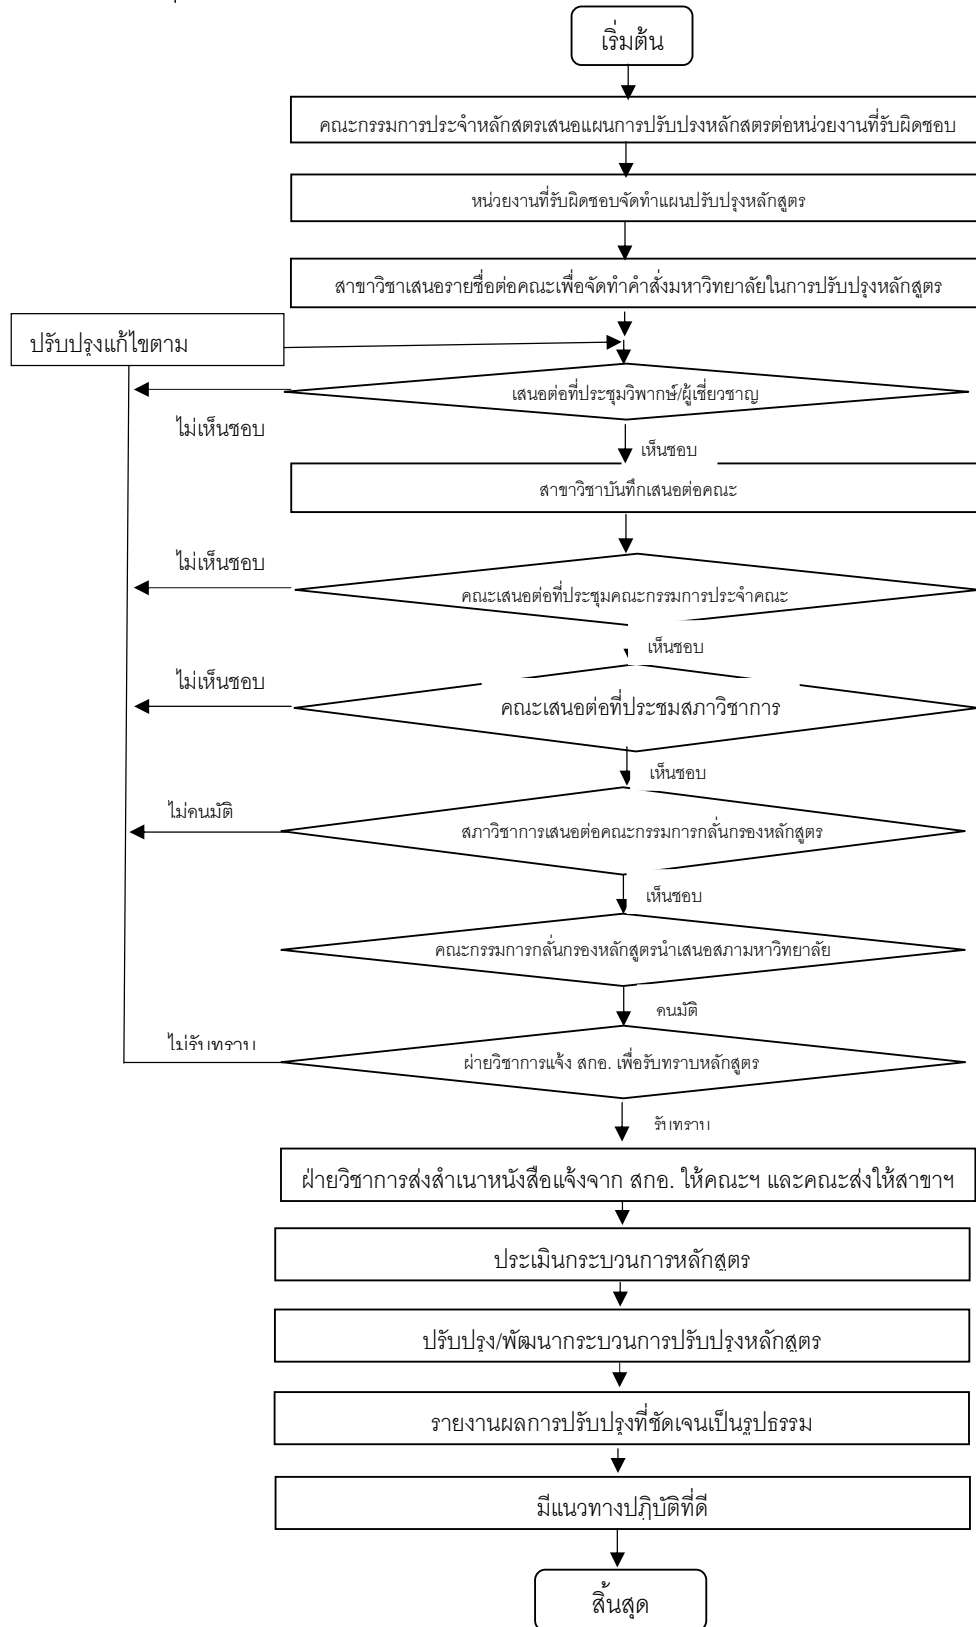 เริ่มต้น
คณะกรรมการประจำหลักสตรเสนอแผนการปรับปรงหลักสตรต่อหน่วยงานที่รับผิดชอบ
หน่วยงานที่รับผิดชอบจัดทำแผนปรับปรุงหลักสูตร
สาขาวิชาเสนอรายชื่อต่อคณะเพื่อจัดทำคำสั่งมหาวิทยาลัยในการปรับปรุงหลักสูตร
ปรับปรุงแก้ไขตาม
เสนอต่อที่ประชุมวิพากษ์/ผู้เชี่ยวชาญ
ไม่เห็นชอบ
เห็นชอบ
สาขาวิชาบันทึกเสนอต่อคณะ
ไม่เห็นชอบ
คณะเสนอต่อที่ประชุมคณะกรรมการประจำคณะ
เห็นชอบ
ไม่เห็นชอบ
คณะเสนอต่อที่ประชมสภาวิชาการ
เห็นชอบ
ไม่คนมัติ
สภาวิชาการเสนอต่อคณะกรรมการกลั่นกรองหลักสูตร
เห็นชอบ
คณะกรรมการกลั่นกรองหลักสูตรนำเสนอสภามหาวิทยาลัย
คนมัติ
ไม่รับทราบ
ฝ่ายวิชาการแจ้ง สกอ. เพื่อรับทราบหลักสูตร
รับทราบ
ฝ่ายวิชาการส่งสำเนาหนังสือแจ้งจาก สกอ. ให้คณะฯ และคณะส่งให้สาขาฯ
ประเมินกระบวนการหลักสูตร
ปรับปรุง/พัฒนากระบวนการปรับปรุงหลักสูตร
รายงานผลการปรับปรุงที่ชัดเจนเป็นรูปธรรม
มีแนวทางปฏิบัติที่ดี
สิ้นสุด